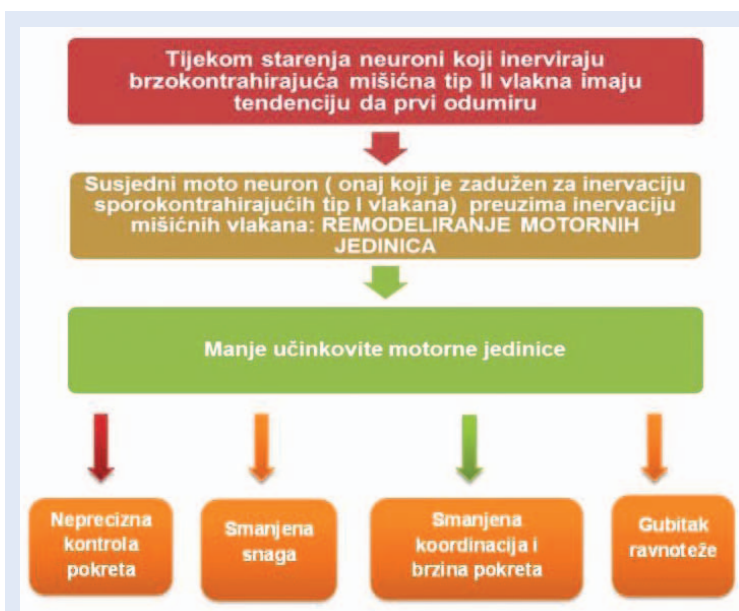 Tijekom starenja neuroni koji inerviraju
brzokontrahirajuća mišićna tip II vlakna imaju
tendenciju da prvi odumiru
Susjedni moto neuron ( onaj koji je zadužen za inervaciju
sporokontrahirajućih tip I vlakana) preuzima inervaciju
mišićnih vlakana: REMODELIRANJE MOTORNIH
JEDINICA
Manje učinkovite motorne jedinice
Neprecizna
kontrola
pokreta
Smanjena
snaga
Smanjena
koordinacija i
brzina pokreta
Gubitak
ravnoteže